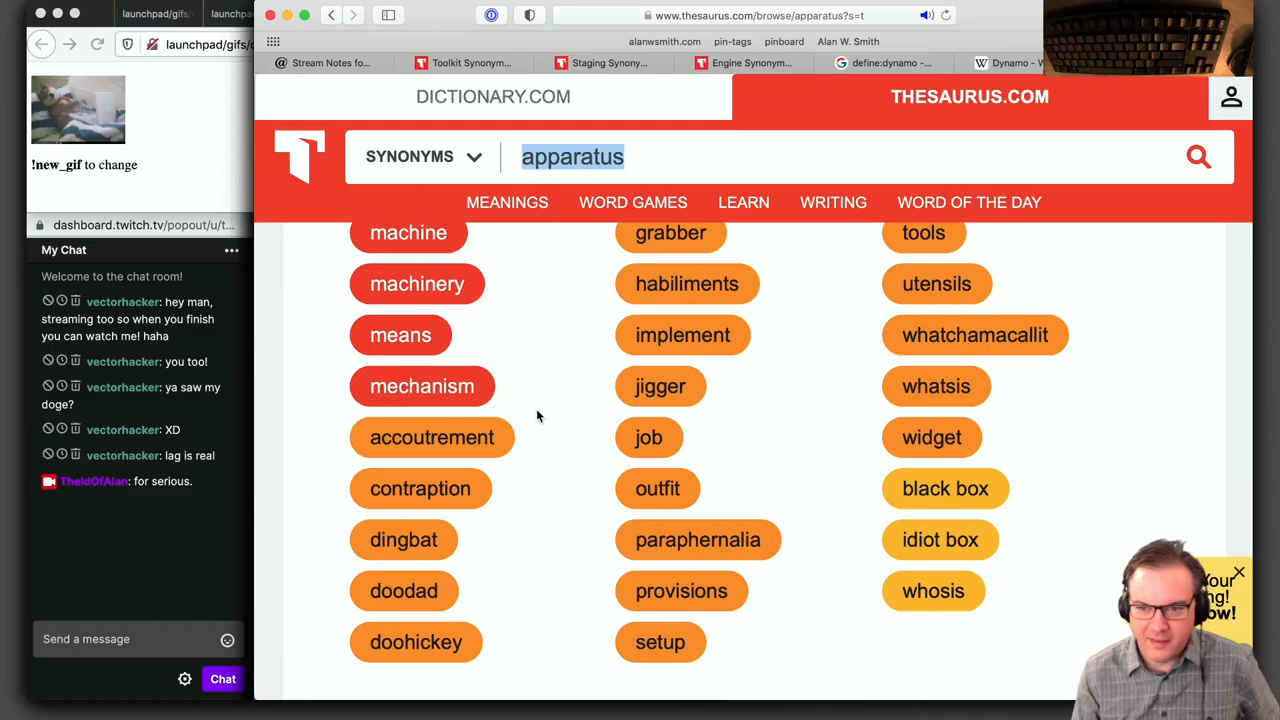 launchpad/gifs/
launchp
launchpad/gifs/c
!new_gif to change
dashboard.twitch.tv/popout/u/t...
My Chat
Welcome to the chat room!
vectorhacker: hey man,
streaming too so when you finish
you can watch me! haha
vectorhacker: you too!
vectorhacker: ya saw my
doge?
vectorhacker: XD
vectorhacker: lag is real
TheIdOfAlan: for serious.
Send a message
Chat
www.thesaurus.com/browse/apparatus?s=t
alanwsmith.com
pin-tags
pinboard
Alan W. Smith
Stream Notes fo...
Toolkit Synonym...
Staging Synony...
Engine Synonym...
define:dynamo -...
Dynamo - W
DICTIONARY.COM
THESAURUS.COM
SYNONYMS
apparatus
MEANINGS
WORD GAMES
LEARN
WRITING
WORD OF THE DAY
machine
machinery
means
mechanism
accoutrement
contraption
dingbat
doodad
doohickey
grabber
habiliments
implement
jigger
job
outfit
paraphernalia
provisions
setup
tools
utensils
whatchamacallit
whatsis
widget
black box
idiot box
whosis